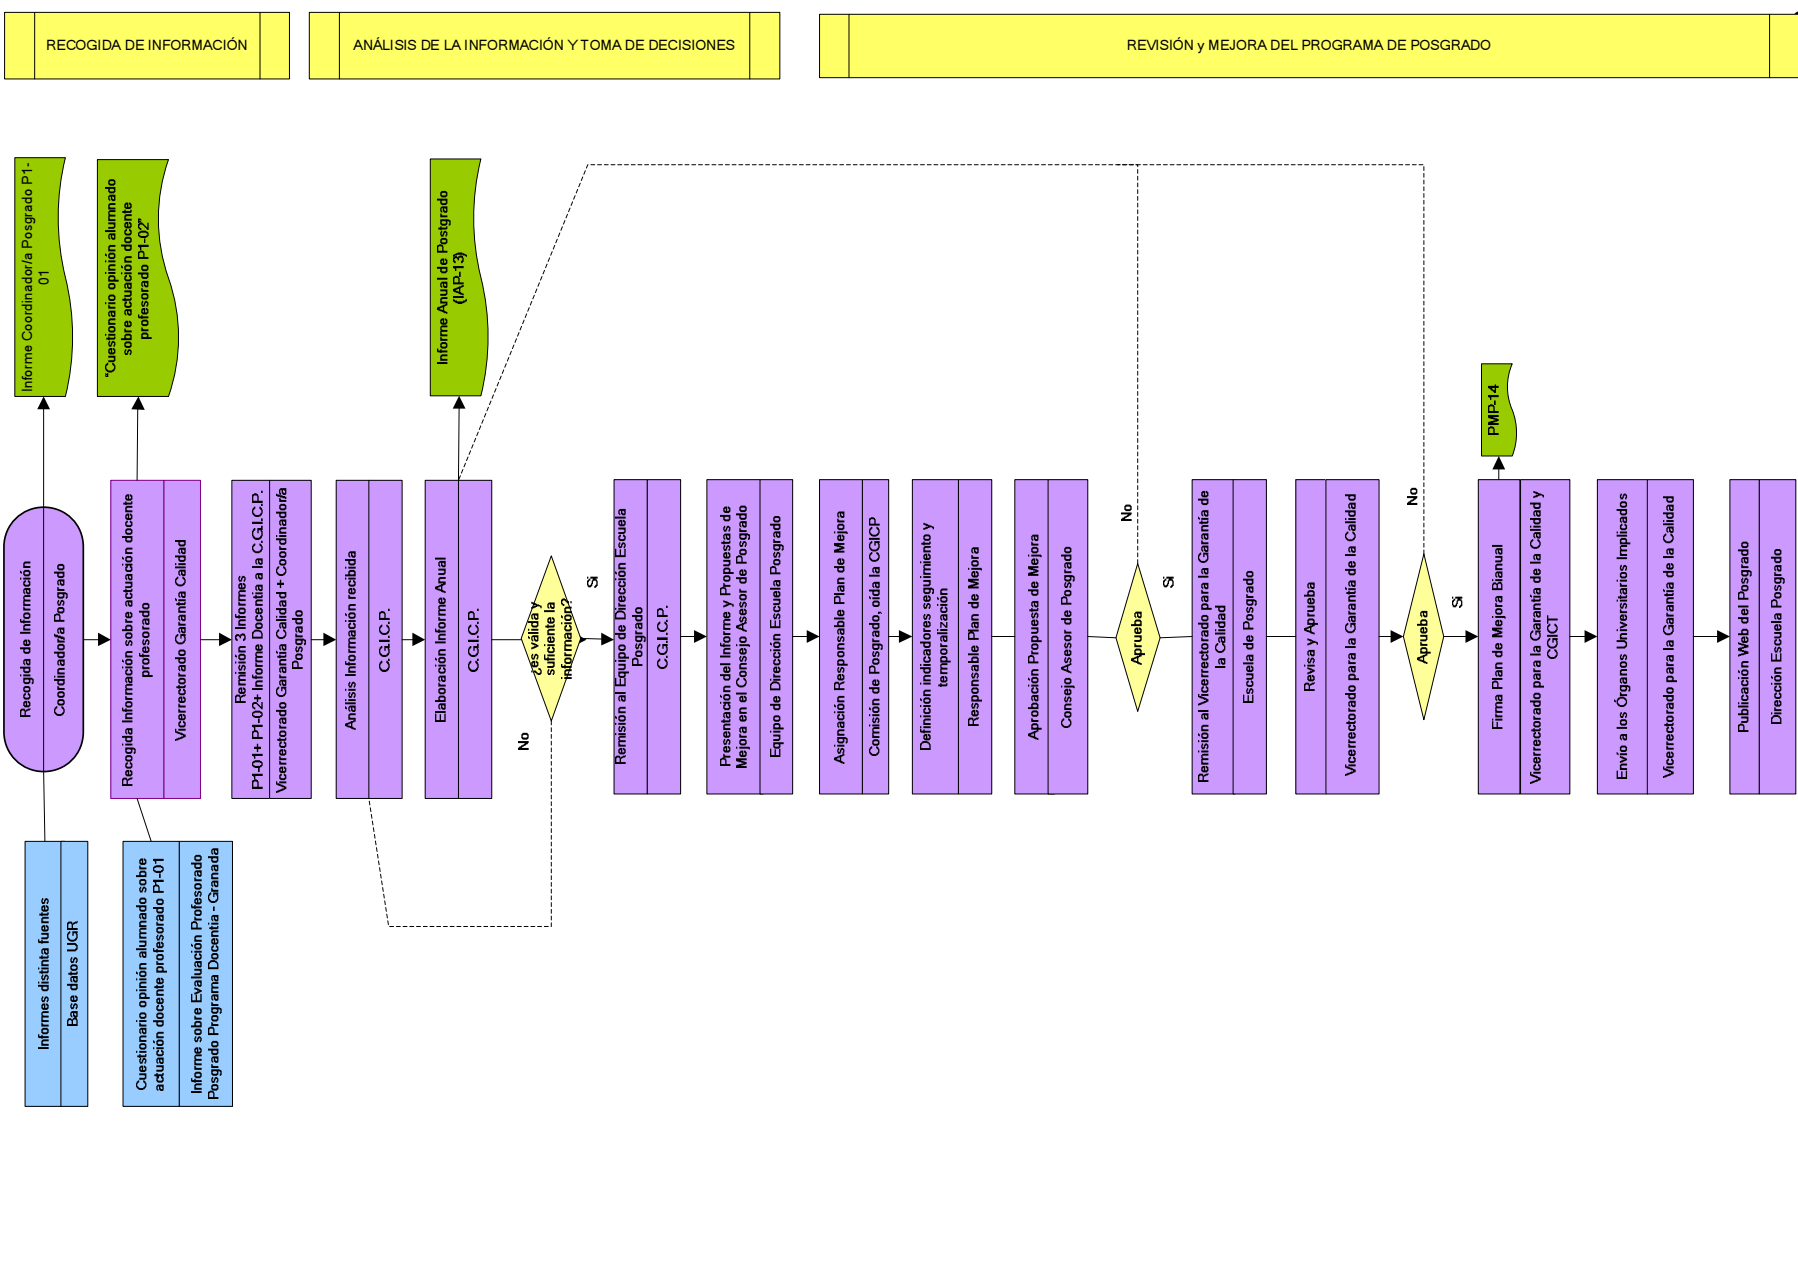 RECOGIDA DE INFORMACIÓN
ANÁLISIS DE LA INFORMACIÓN Y TOMA DE DECISIONES
REVISIÓN y MEJORA DEL PROGRAMA DE POSGRADO
Informe Coordinador/a Posgrado P1-
01
"Cuestionario opinión alumnado
sobre actuación docente
profesorado P1-02"
Informe Anual de Postgrado
(IAP-13)
PMP-14
Recogida de Información
Coordinador/a Posgrado
Recogida Información sobre actuación docente
profesorado
Vicerrectorado Garantía Calidad
Remisión 3 Informes
P1-01+ P1-02+ Informe Docentia a la C.G.I.C.P.
Vicerrectorado Garantía Calidad + Coordinador/a
Posgrado
Análisis Información recibida
C.G.I.C.P.
Elaboración Informe Anual
C.G.I.C.P.
¿es válida y
suficiente la
información?
Si
No
Remisión al Equipo de Dirección Escuela
Posgrado
C.G.I.C.P.
Presentación del Informe y Propuestas de
Mejora en el Consejo Asesor de Posgrado
Equipo de Dirección Escuela Posgrado
Asignación Responsable Plan de Mejora
Comisión de Posgrado, oída la CGICP
Definición indicadores seguimiento y
temporalización
Responsable Plan de Mejora
Aprobación Propuesta de Mejora
Consejo Asesor de Posgrado
No
Aprueba
Si
Remisión al Vicerrectorado para la Garantía de
la Calidad
Escuela de Posgrado
Revisa y Aprueba
Vicerrectorado para la Garantía de la Calidad
No
Aprueba
Si
Firma Plan de Mejora Bianual
Vicerrectorado para la Garantía de la Calidad y
CGICT
Envío a los Órganos Universitarios Implicados
Vicerrectorado para la Garantía de la Calidad
Publicación Web del Posgrado
Dirección Escuela Posgrado
Informes distinta fuentes
Base datos UGR
Cuestionario opinión alumnado sobre
actuación docente profesorado P1-01
Informe sobre Evaluación Profesorado
Posgrado Programa Docentia - Granada